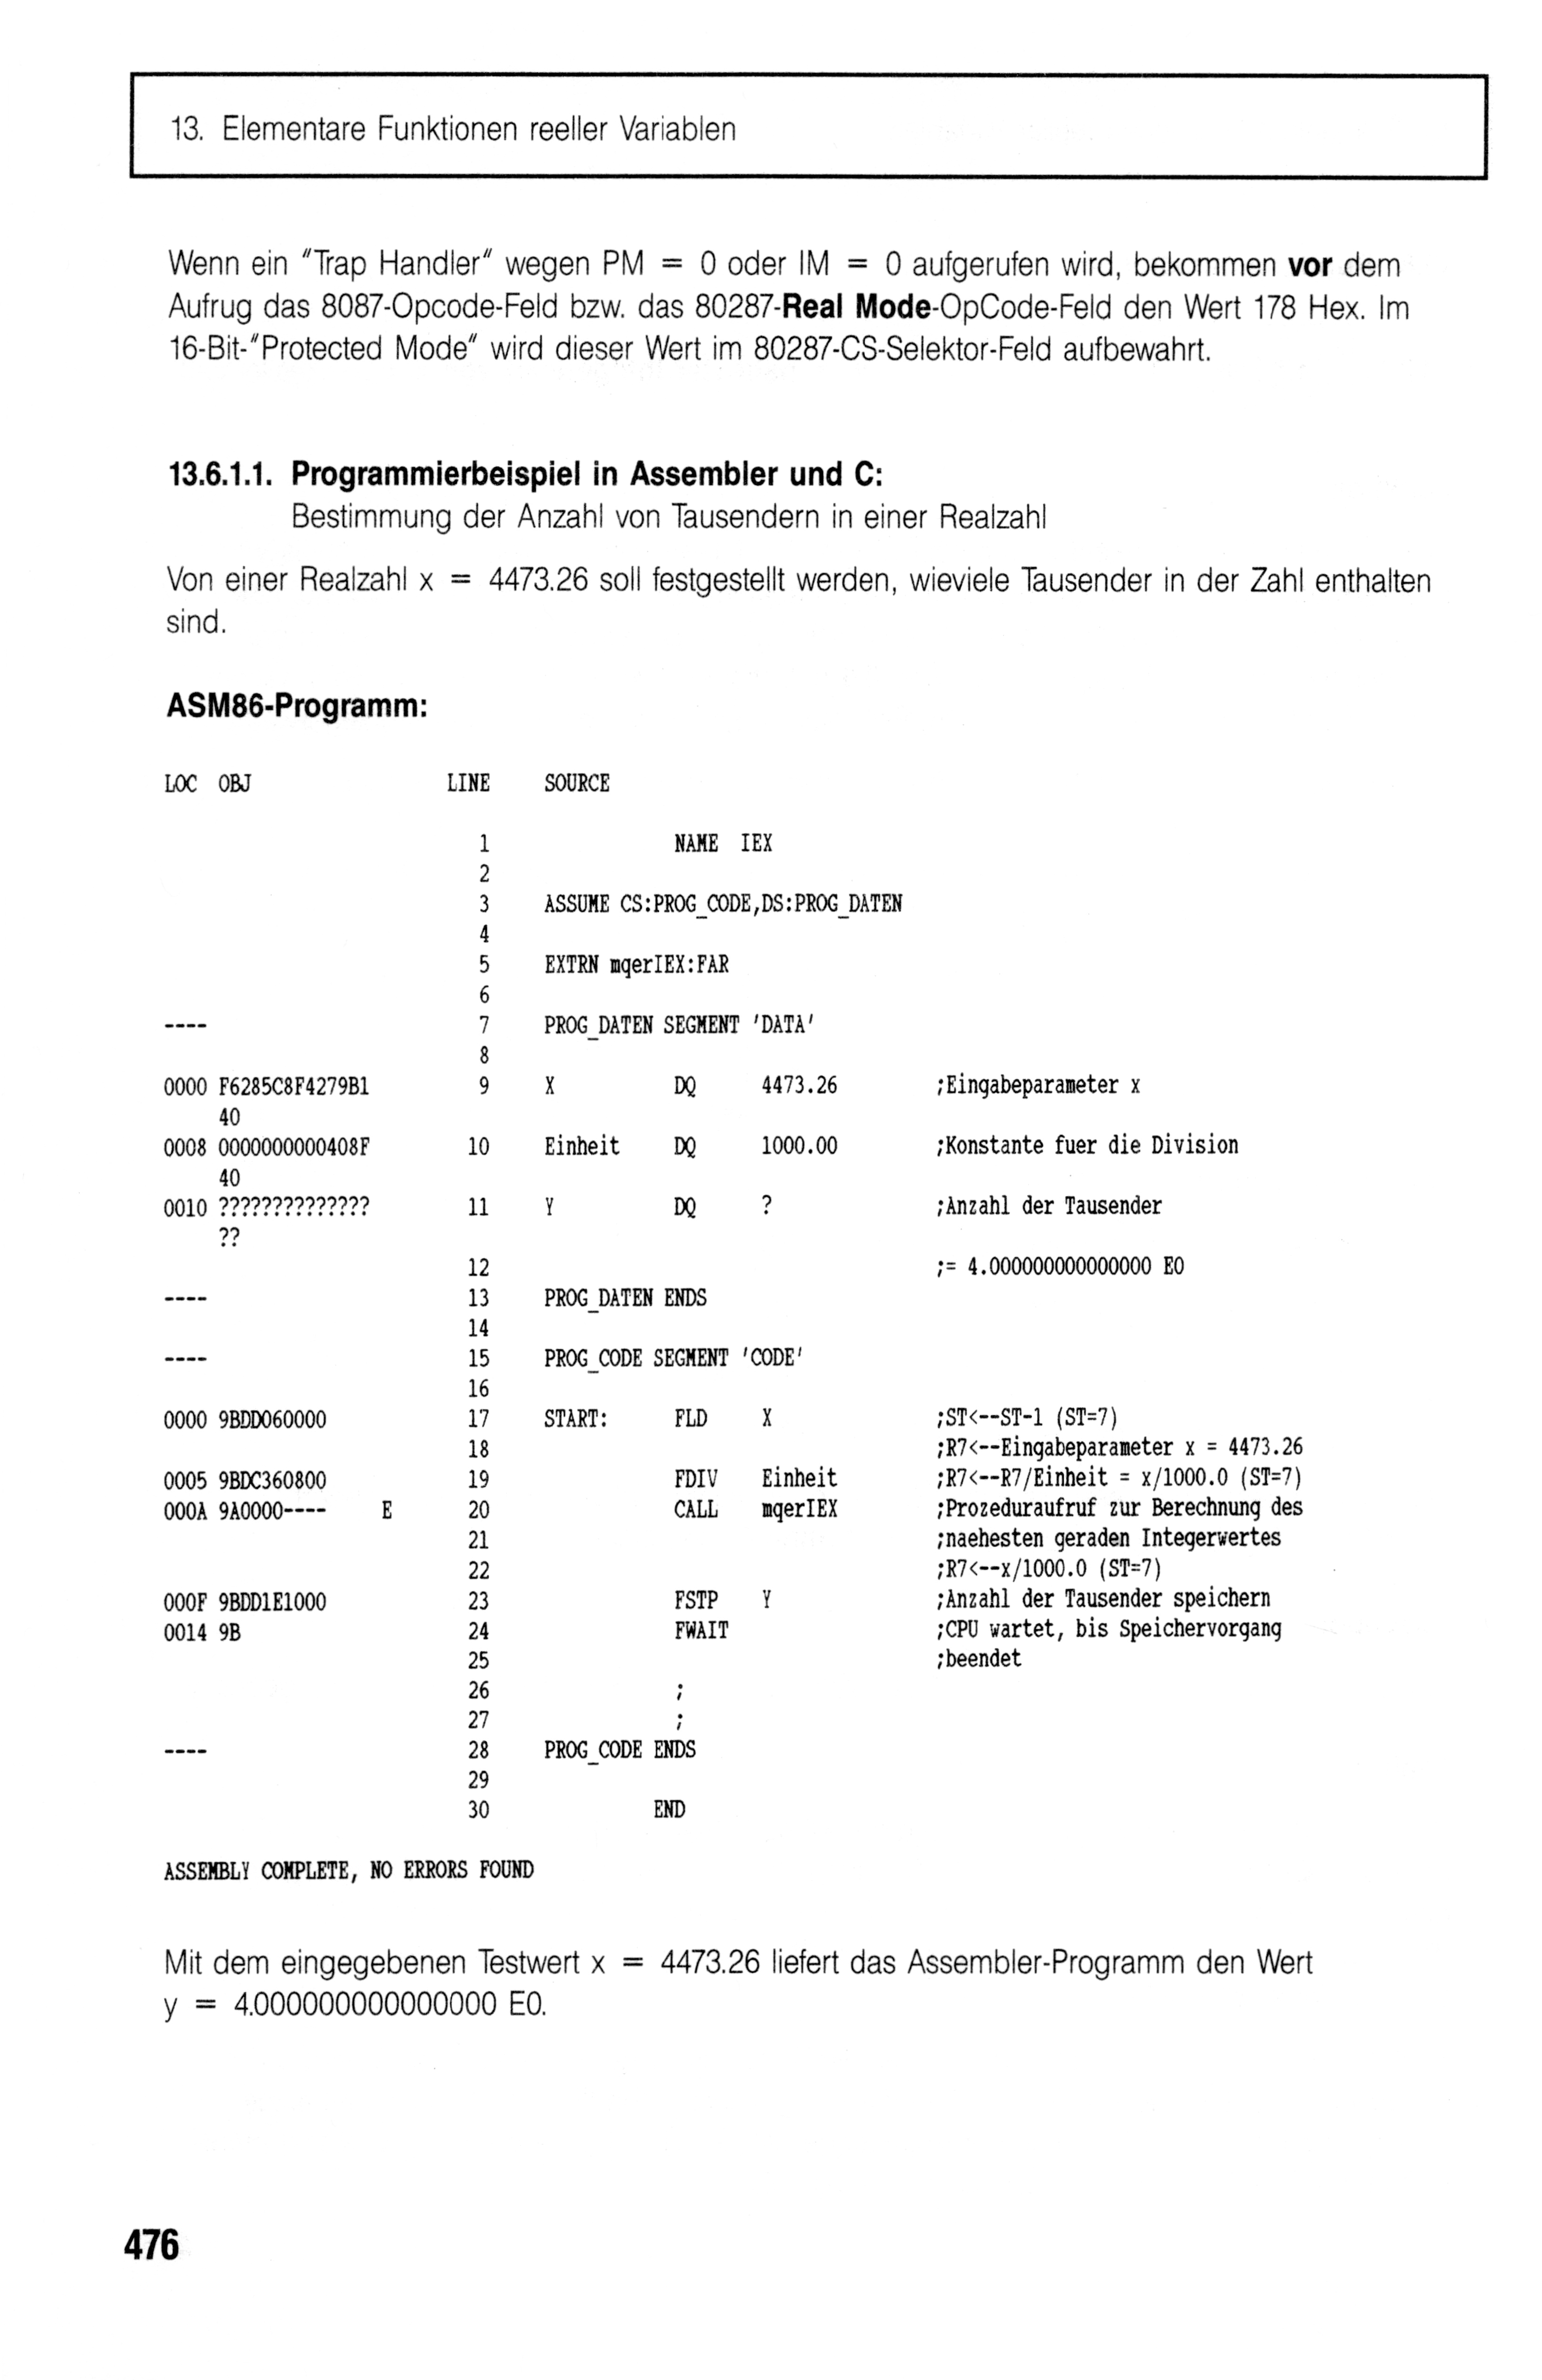 13. Elementare Funktionen reeller Variablen
Wenn ein "Trap Handler" wegen PM = 0 oder IM = 0 aufgerufen wird, bekommen vor dem
Aufrug das 8087-Opcode-Feld bzw. das 80287-Real Mode-OpCode-Feld den Wert 178 Hex. Im
16-Bit-"Protected Mode" wird dieser Wert im 80287-CS-Selektor-Feld aufbewahrt.
13.6.1.1. Programmierbeispiel in Assembler und C:
Bestimmung der Anzahl von Tausendern in einer Realzahl
Von einer Realzahl x = 4473.26 soll festgestellt werden, wieviele Tausender in der Zahl enthalten
sind.
ASM86-Programm:
LOC OBJ LINE SOURCE
1 NAME IEX
2
3 ASSUME CS:PROG_CODE,DS:PROG_DATEN
4
5 EXTRN mqerIEX:FAR
6
---- 7 PROG_DATEN SEGMENT 'DATA'
8
0000 F6285C8F4279B1 9 X DQ 4473.26 ;Eingabeparameter x
40
0008 0000000000408F 10 Einheit DQ 1000.00 ;Konstante fuer die Division
40
0010 ?????????????? 11 Y DQ ? ;Anzahl der Tausender
??
12 ;= 4.000000000000000 E0
---- 13 PROG_DATEN ENDS
14
---- 15 PROG_CODE SEGMENT 'CODE'
16
0000 9BDD060000 17 START: FLD X ;ST<--ST-1 (ST=7)
18 ;R7<--Eingabeparameter x = 4473.26
0005 9BDC360800 19 FDIV Einheit ;R7<--R7/Einheit = x/1000.0 (ST=7)
000A 9A0000---- E 20 CALL mqerIEX ;Prozeduraufruf zur Berechnung des
21 ;naehesten geraden Integerwertes
22 ;R7<--x/1000.0 (ST=7)
000F 9BDD1E1000 23 FSTP Y ;Anzahl der Tausender speichern
0014 9B 24 FWAIT ;CPU wartet, bis Speichervorgang
25 ;beendet
26 ;
27 ;
---- 28 PROG_CODE ENDS
29
30 END
ASSEMBLY COMPLETE, NO ERRORS FOUND
Mit dem eingegebenen Testwert x = 4473.26 liefert das Assembler-Programm den Wert
y = 4.000000000000000 E0.
476